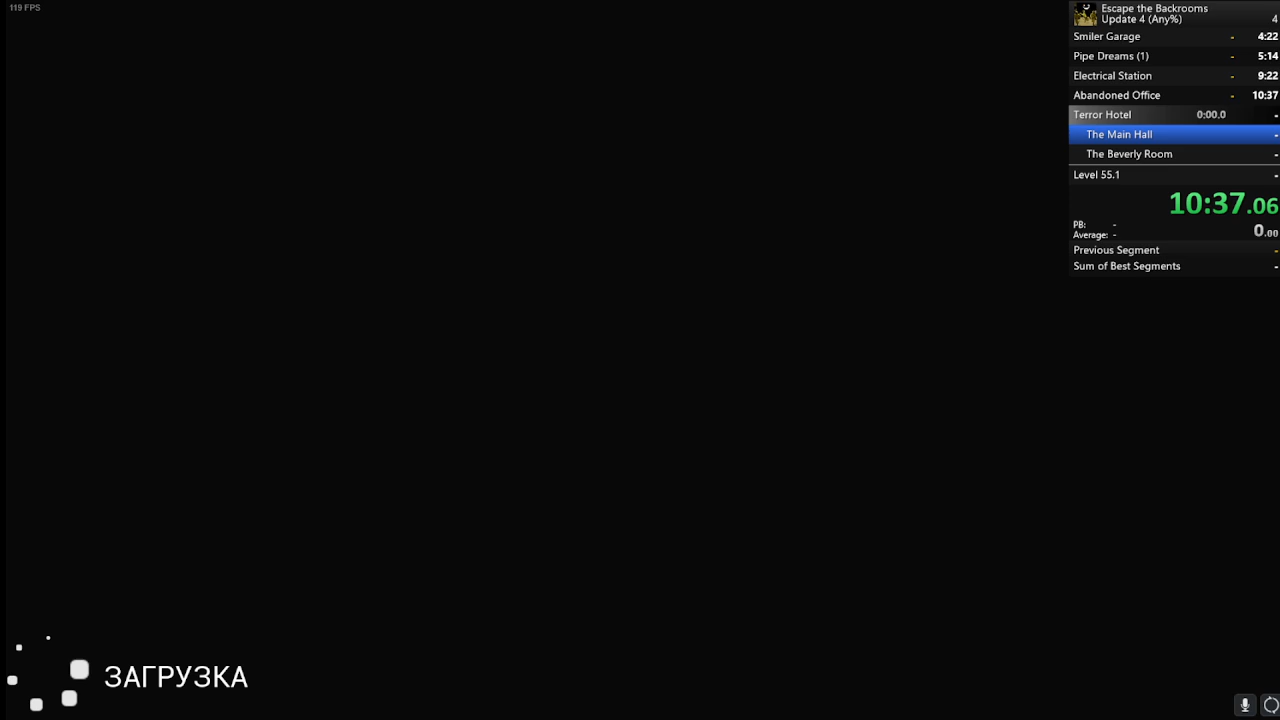 119 FPS
Escape the Backrooms
Update 4 (Any%) 4
Smiler Garage - 4:22
Pipe Dreams (1) - 5:14
Electrical Station - 9:22
Abandoned Office - 10:37
Terror Hotel 0:00.0 -
The Main Hall -
The Beverly Room -
Level 55.1 -
10:37.06
PB: - 0.00
Average: -
Previous Segment -
Sum of Best Segments -
ЗАГРУЗКА